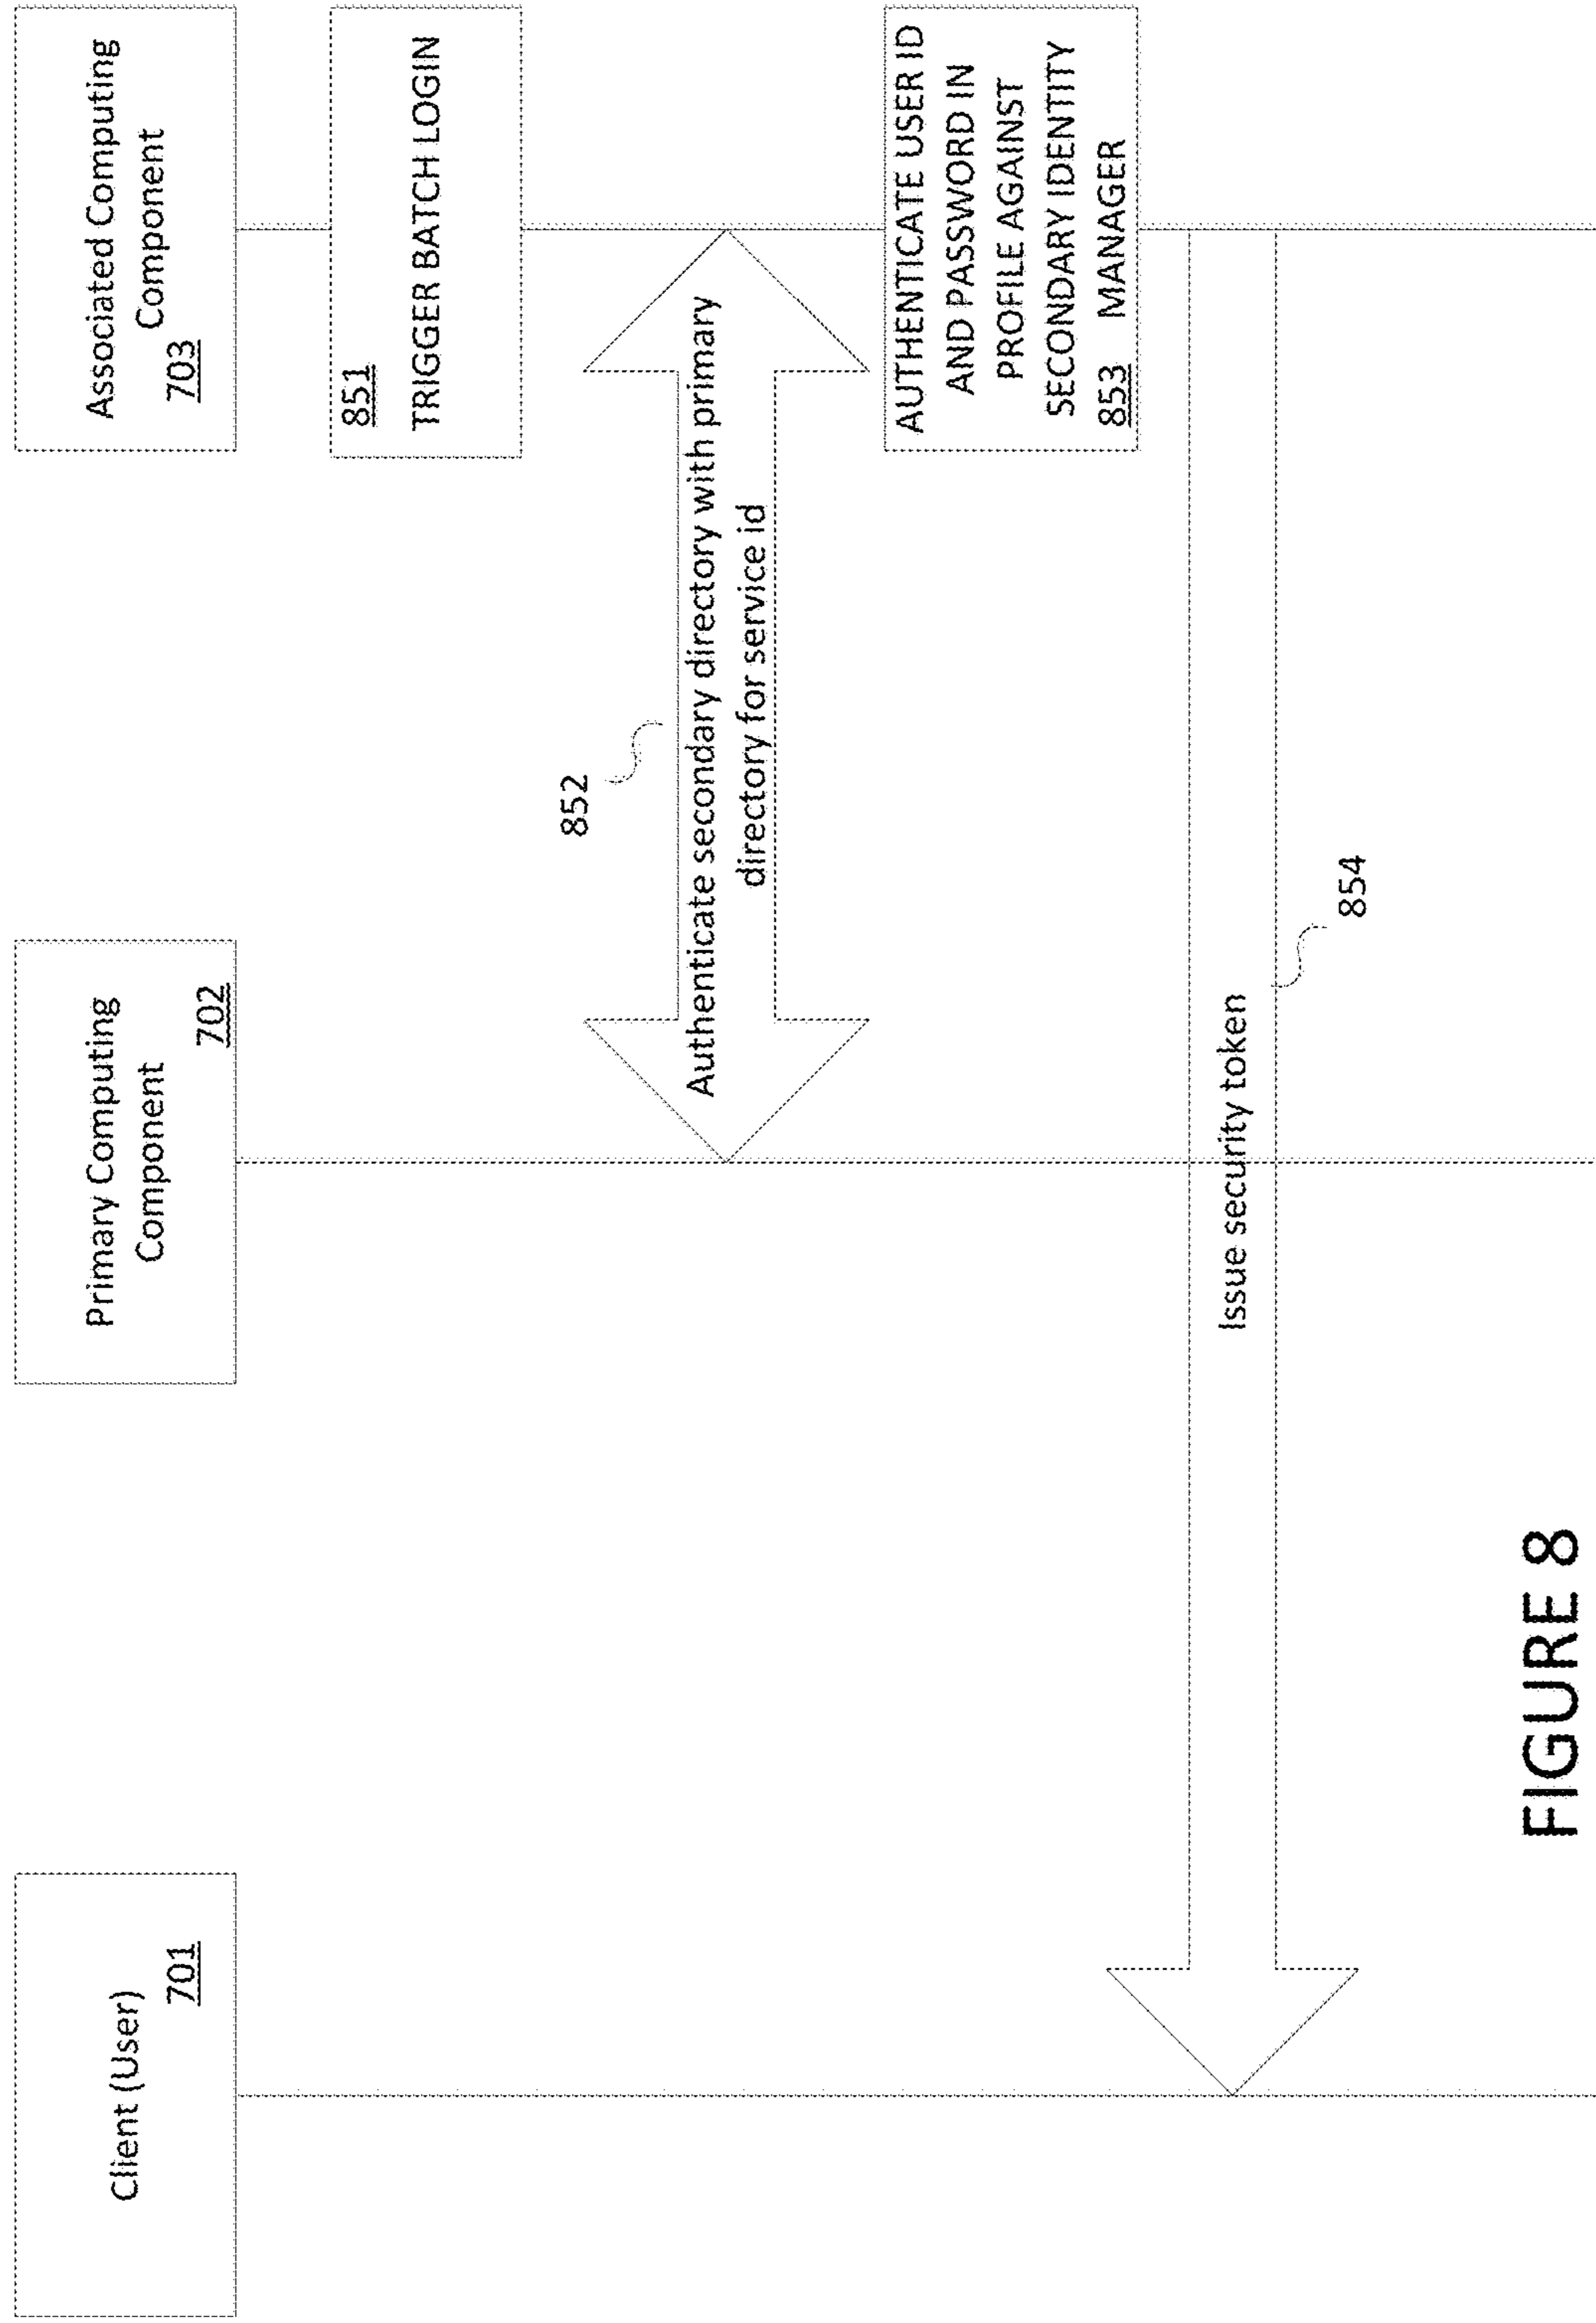 Client (User)
701
Primary Computing
Component
702
Associated Computing
Component
703
851
TRIGGER BATCH LOGIN
852
Authenticate secondary directory with primary
directory for service id
AUTHENTICATE USER ID
AND PASSWORD IN
PROFILE AGAINST
SECONDARY IDENTITY
853 MANAGER
Issue security token
854
FIGURE 8